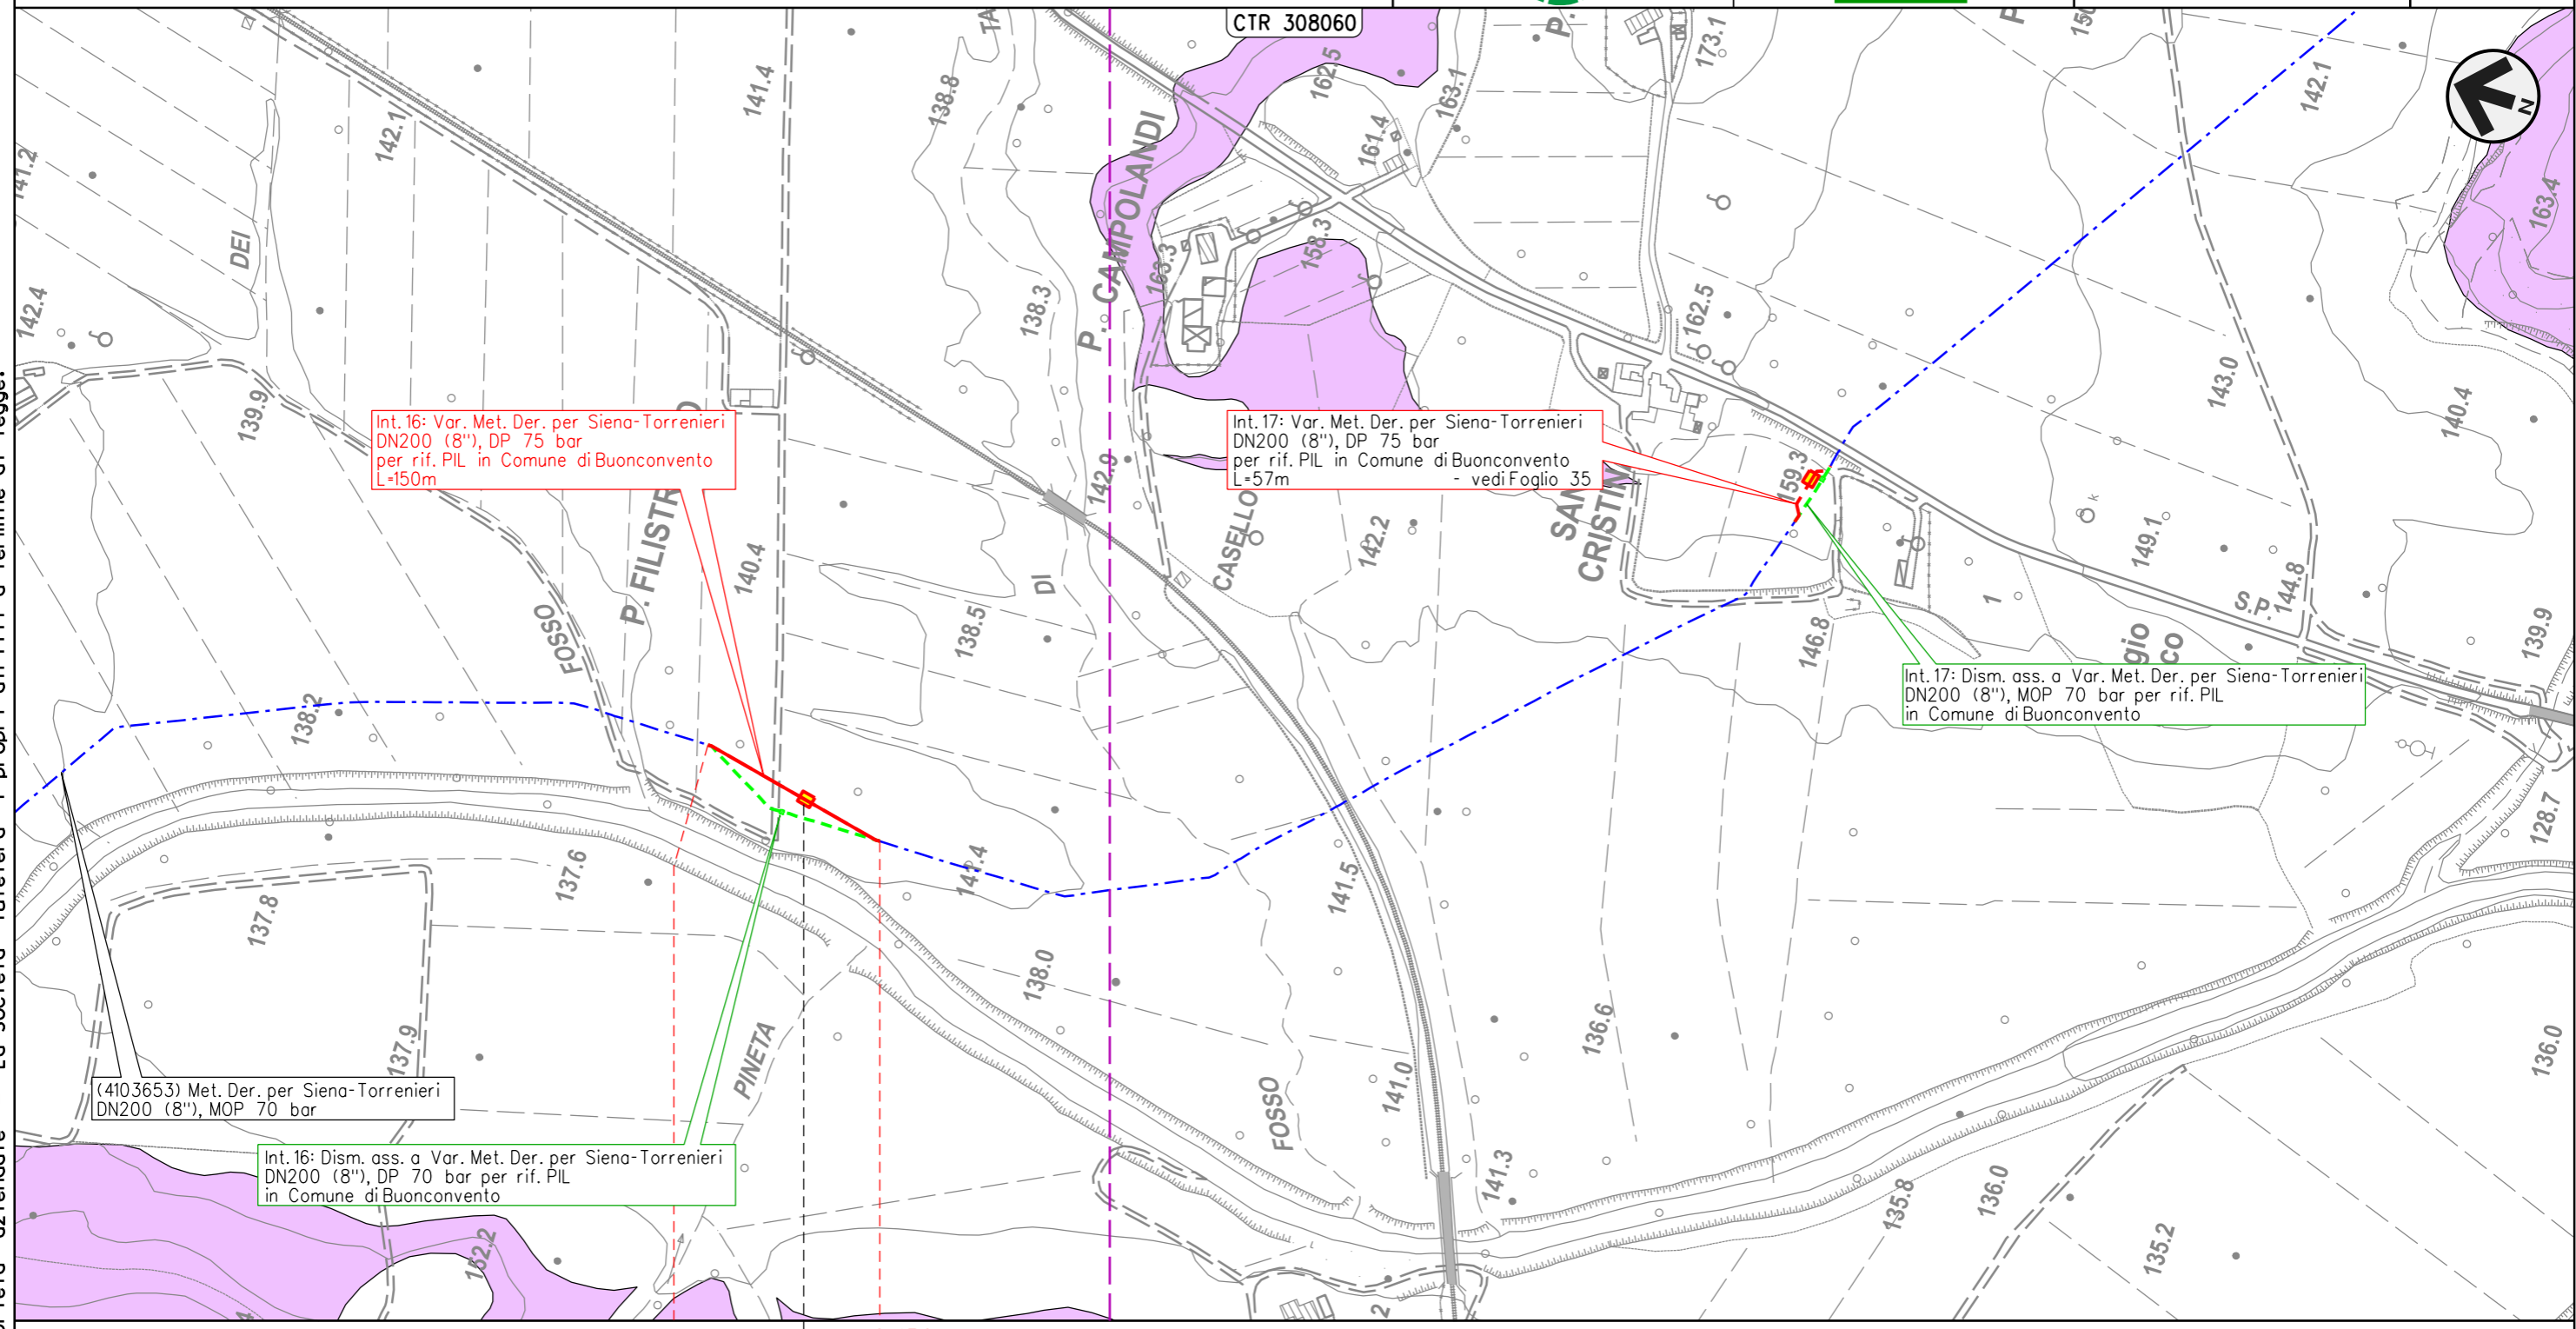 CTR 308060
N
Int.16: Var. Met. Der. per Siena-Torrenieri
DN200 (8"), DP 75 bar
per rif. PIL in Comune di Buonconvento
L=150m
Int.17: Var. Met. Der. per Siena-Torrenieri
DN200 (8"), DP 75 bar
per rif. PIL in Comune di Buonconvento
L=57m - vedi Foglio 35
Int.17: Dism. ass. a Var. Met. Der. per Siena-Torrenieri
DN200 (8"), MOP 70 bar per rif. PIL
in Comune di Buonconvento
(4103653) Met. Der. per Siena-Torrenieri
DN200 (8"), MOP 70 bar
Int.16: Dism. ass. a Var. Met. Der. per Siena-Torrenieri
DN200 (8"), DP 70 bar per rif. PIL
in Comune di Buonconvento
141.2
142.1
141.4
138.8
TA
162.5
163.1
P.
173.1
142.1
163.4
DEI
142.4
139.9
138.3
P. CAMPOLANDI
163.3
158.3
161.4
162.5
143.0
140.4
P. FILISTR
140.4
142.9
CASELLO
142.2
SAN
CRISTIN
159.3
k
149.1
S.P.
144.8
1
139.9
FOSSO
138.5
DI
146.8
gio
co
138.2
137.6
137.8
141.4
141.5
128.7
138.0
136.6
137.9
PINETA
FOSSO
141.0
141.3
136.0
135.8
136.0
135.2
152.2
2